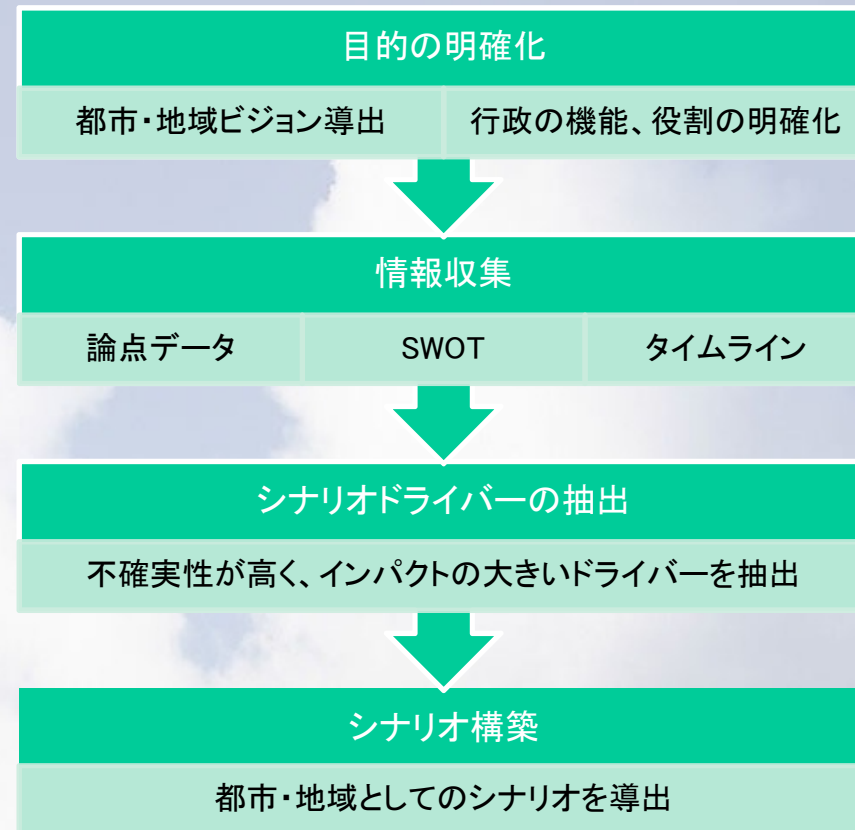 目的の明確化
都市・地域ビジョン導出
行政の機能、役割の明確化
情報収集
論点データ
SWOT
タイムライン
シナリオドライバーの抽出
不確実性が高く、インパクトの大きいドライバーを抽出
シナリオ構築
都市・地域としてのシナリオを導出